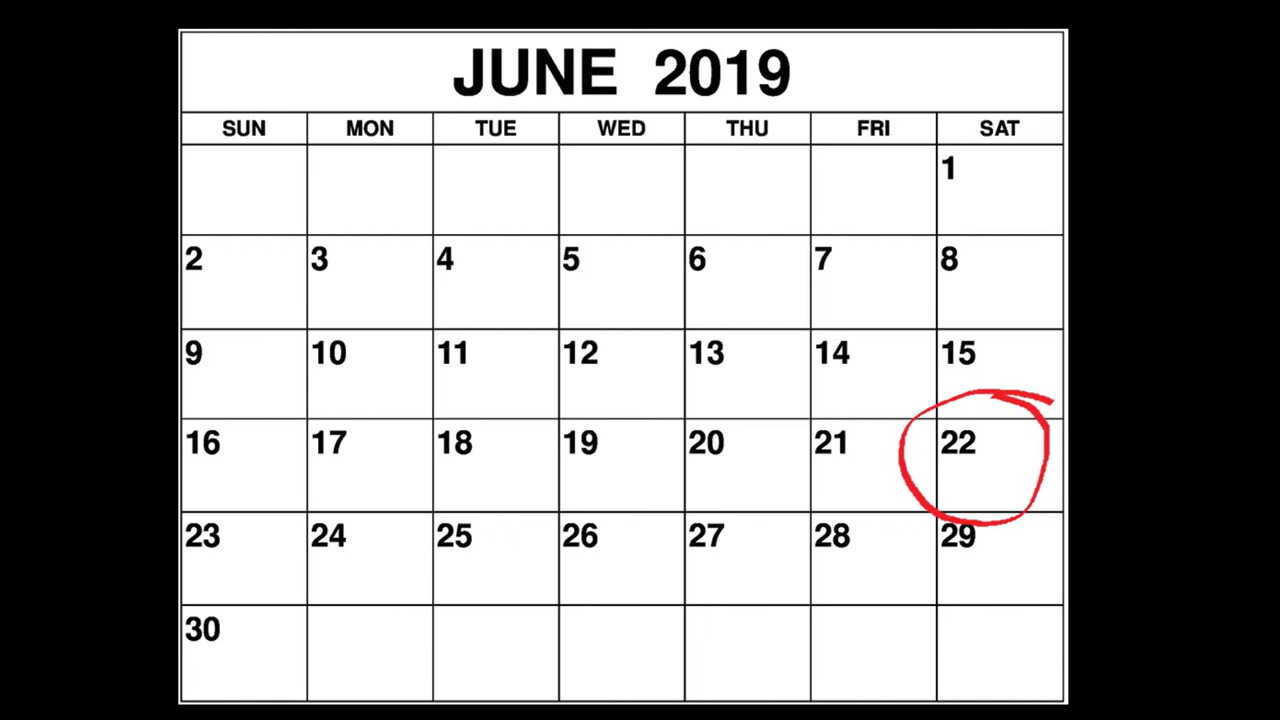 JUNE 2019
SUN MON TUE WED THU FRI SAT
1
2 3 4 5 6 7 8
9 10 11 12 13 14 15
16 17 18 19 20 21 22
23 24 25 26 27 28 29
30